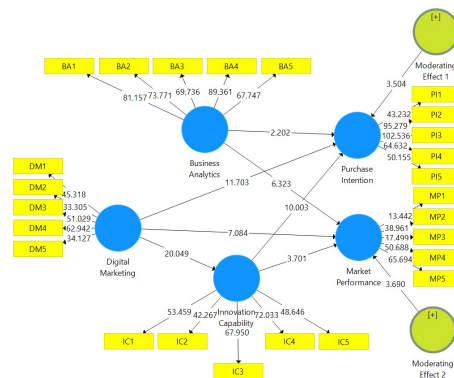 [+]
BA1 BA2 BA3 BA4 BA5
Moderating
Effect 1
81.157 73.771 69.736 89.361 67.747
3.504
PI1
43.232
PI2
95.279
2.202
102.536
PI3
64.632
Business
Analytics
Purchase
Intention
50.155
PI4
11.703
PI5
6.323
DM1
10.003
MP1
DM2
45.318
13.442
MP2
33.305
38.961
DM3
51.029
7.084
37.499
MP3
DM4
62.942
50.688
MP4
34.127
20.049
3.701
65.694
DM5
Digital
Marketing
Market
Performance
MP5
3.690
Innovation
Capability
53.459 42.267 67.950 72.033 48.646
[+]
IC1 IC2 IC3 IC4 IC5
Moderating
Effect 2